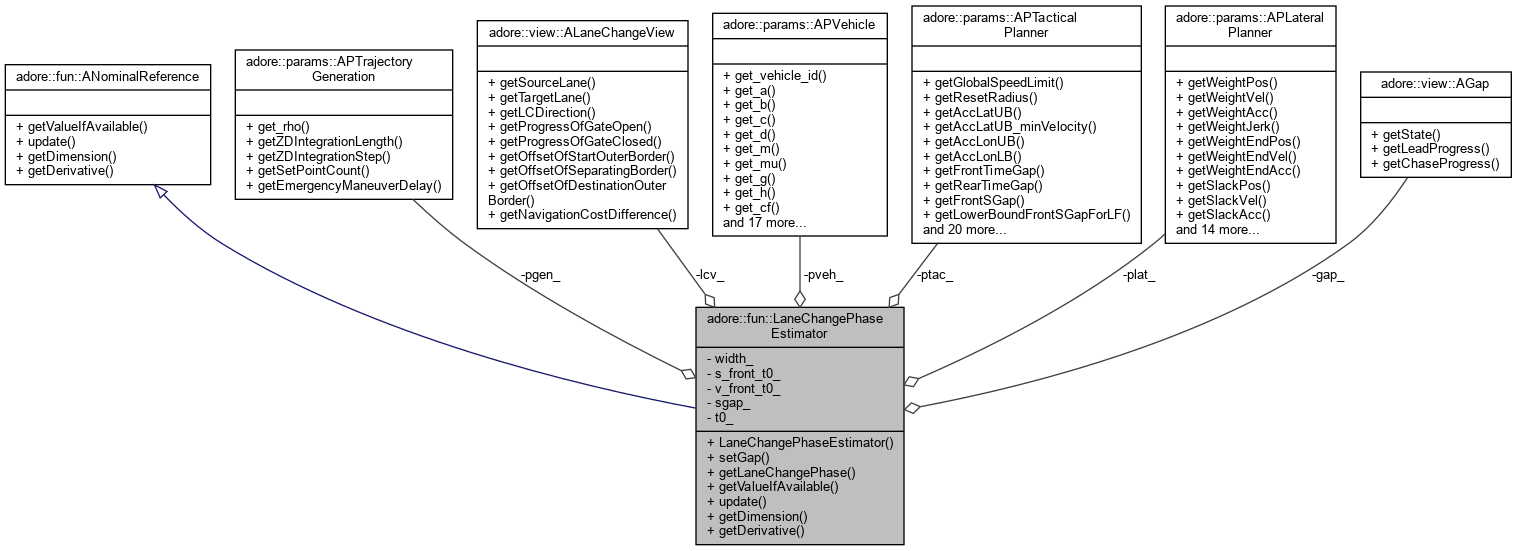 adore::fun::ANominalReference
+ getValueIfAvailable()
+ update()
+ getDimension()
+ getDerivative()
adore::params::APTrajectory
Generation
+ get_rho()
+ getZDIntegrationLength()
+ getZDIntegrationStep()
+ getSetPointCount()
+ getEmergencyManeuverDelay()
adore::view::ALaneChangeView
+ getSourceLane()
+ getTargetLane()
+ getLCDirection()
+ getProgressOfGateOpen()
+ getProgressOfGateClosed()
+ getOffsetOfStartOuterBorder()
+ getOffsetOfSeparatingBorder()
+ getOffsetOfDestinationOuter
Border()
+ getNavigationCostDifference()
adore::params::APVehicle
+ get_vehicle_id()
+ get_a()
+ get_b()
+ get_c()
+ get_d()
+ get_m()
+ get_mu()
+ get_g()
+ get_h()
+ get_cf()
and 17 more...
adore::params::APTactical
Planner
+ getGlobalSpeedLimit()
+ getResetRadius()
+ getAccLatUB()
+ getAccLatUB_minVelocity()
+ getAccLonUB()
+ getAccLonLB()
+ getFrontTimeGap()
+ getRearTimeGap()
+ getFrontSGap()
+ getLowerBoundFrontSGapForLF()
and 20 more...
adore::params::APLateral
Planner
+ getWeightPos()
+ getWeightVel()
+ getWeightAcc()
+ getWeightJerk()
+ getWeightEndPos()
+ getWeightEndVel()
+ getWeightEndAcc()
+ getSlackPos()
+ getSlackVel()
+ getSlackAcc()
and 14 more...
adore::view::AGap
+ getState()
+ getLeadProgress()
+ getChaseProgress()
-pgen_
-lcv_
-pveh_
-ptac_
-plat_
-gap_
adore::fun::LaneChangePhase
Estimator
- width_
- s_front_t0_
- v_front_t0_
- sgap_
- t0_
+ LaneChangePhaseEstimator()
+ setGap()
+ getLaneChangePhase()
+ getValueIfAvailable()
+ update()
+ getDimension()
+ getDerivative()